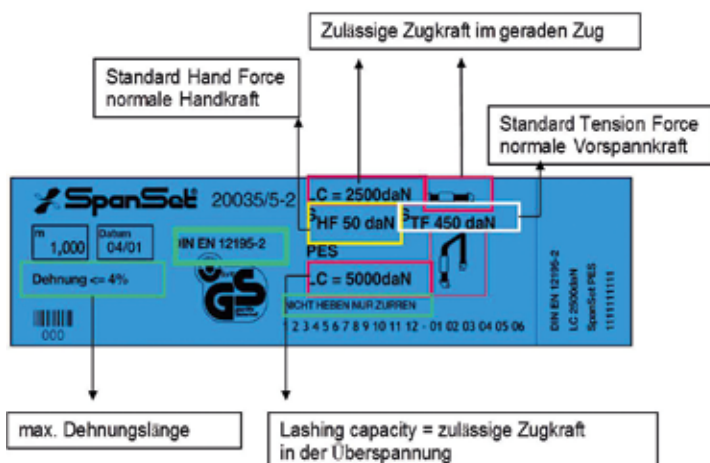 Zulässige Zugkraft im geraden Zug
Standard Hand Force
normale Handkraft
Standard Tension Force
normale Vorspannkraft
SpanSet 20035/5-2
LC = 2500daN
SHF 50 daN
STF 450 daN
m
1,000
Datum
04/01
DIN EN 12195-2
PES
Dehnung <= 4%
GS
LC = 5000daN
NICHT HEBEN NUR ZURREN
1 2 3 4 5 6 7 8 9 10 11 12 - 01 02 03 04 05 06
000
DIN EN 12195-2
LC 2500daN
SpanSet PES
1111111111
max. Dehnungslänge
Lashing capacity = zulässige Zugkraft
in der Überspannung